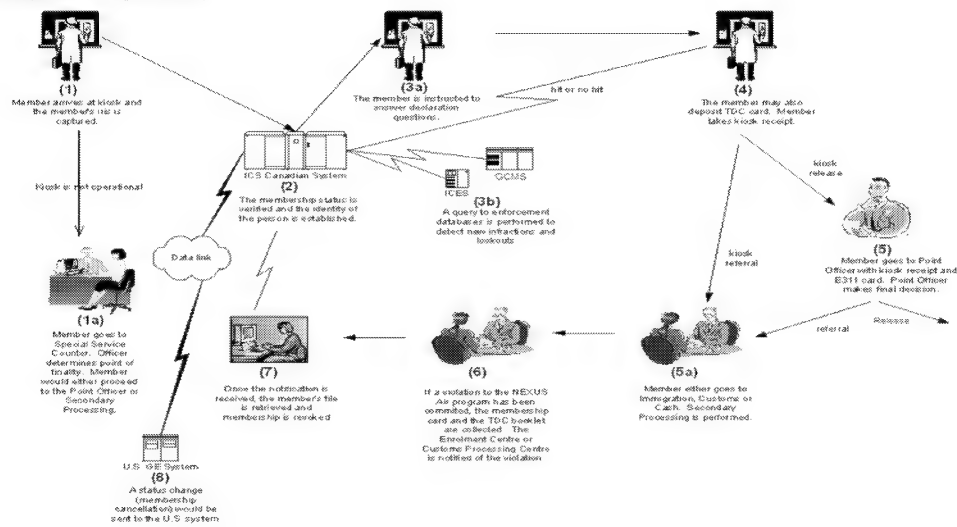 (1)
Member arrives at kiosk and
the member's iris is
captured.
Kiosk is not operational
(1a)
Member goes to
Special Service
Counter. Officer
determines point of
finality. Member
would either proceed
to the Point Officer or
Secondary
Processing.
ICS Canadian System
(2)
The membership status is
verified and the identity of
the person is established.
Data link
(3a)
The member is instructed to
answer declaration
questions.
hit or no hit
GCMS
ICES
(3b)
A query to enforcement
databases is performed to
detect new infractions and
lookouts
(4)
The member may also
deposit TDC card. Member
takes kiosk receipt.
kiosk
release
kiosk
referral
(5)
Member goes to Point
Officer with kiosk receipt and
E311 card. Point Officer
makes final decision.
referral
Release
(5a)
Member either goes to
Immigration, Customs or
Cash. Secondary
Processing is performed.
(6)
If a violation to the NEXUS
Air program has been
commited, the membership
card and the TDC booklet
are collected. The
Enrolment Centre or
Customs Processing Centre
is notified of the violation
(7)
Once the notification is
received, the member's file
is retrieved and
membership is revoked
U.S. GE System
(8)
A status change
(membership
cancellation) would be
sent to the U.S. system